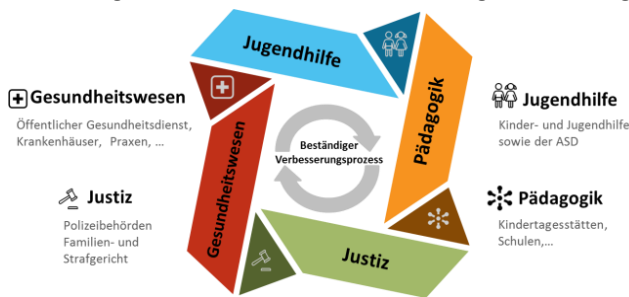 Jugendhilfe
Gesundheitswesen
Öffentlicher Gesundheitsdienst,
Krankenhäuser, Praxen, ...
Justiz
Polizeibehörden
Familien- und
Strafgericht
Gesundheitswesen
Beständiger
Verbesserungsprozess
Pädagogik
Justiz
Jugendhilfe
Kinder- und Jugendhilfe
sowie der ASD
Pädagogik
Kindertagesstätten,
Schulen,...